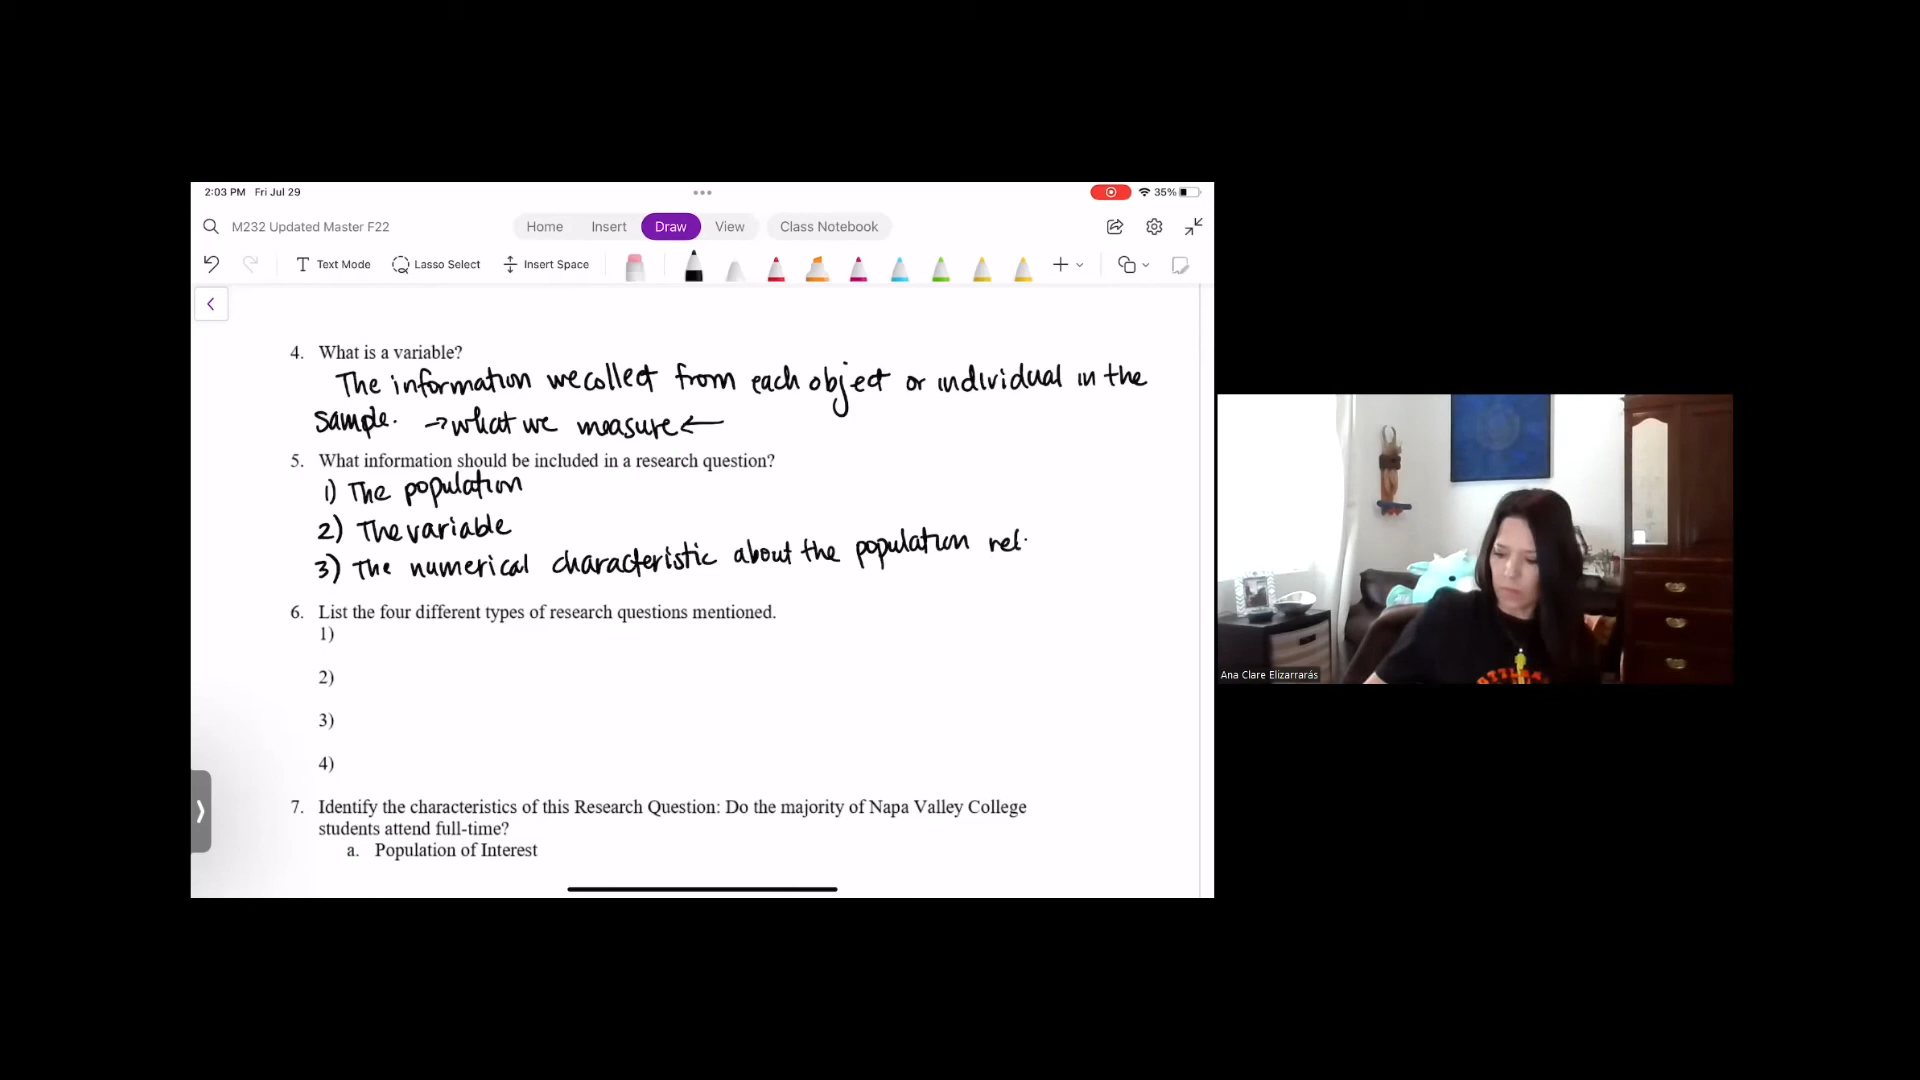 2:03 PM Fri Jul 29
35%
M232 Updated Master F22
Home Insert Draw View Class Notebook
Text Mode Lasso Select Insert Space
4. What is a variable?
The information we collect from each object or individual in the
sample. → what we measure ←
5. What information should be included in a research question?
1) The population
2) The variable
3) The numerical characteristic about the population rel
6. List the four different types of research questions mentioned.
1)
2)
3)
4)
7. Identify the characteristics of this Research Question: Do the majority of Napa Valley College
students attend full-time?
a. Population of Interest
Ana Clare Elizarrarás